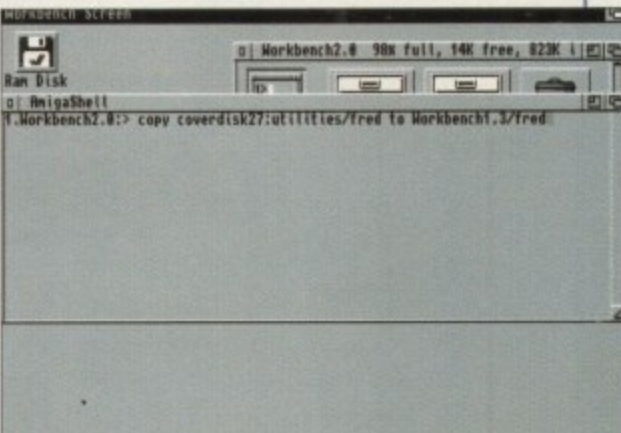 Workbench Screen
Ram Disk
Workbench2.0 98% full, 14K free, 823K i
AmigaShell
1.Workbench2.0:> copy coverdisk27:utilities/fred to Workbench1.3/fred